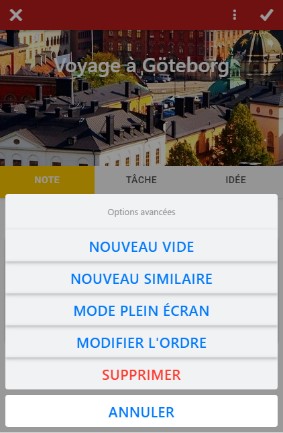 Voyage à Göteborg
NOTE
TÂCHE
IDÉE
Options avancées
NOUVEAU VIDE
NOUVEAU SIMILAIRE
MODE PLEIN ÉCRAN
MODIFIER L'ORDRE
SUPPRIMER
ANNULER